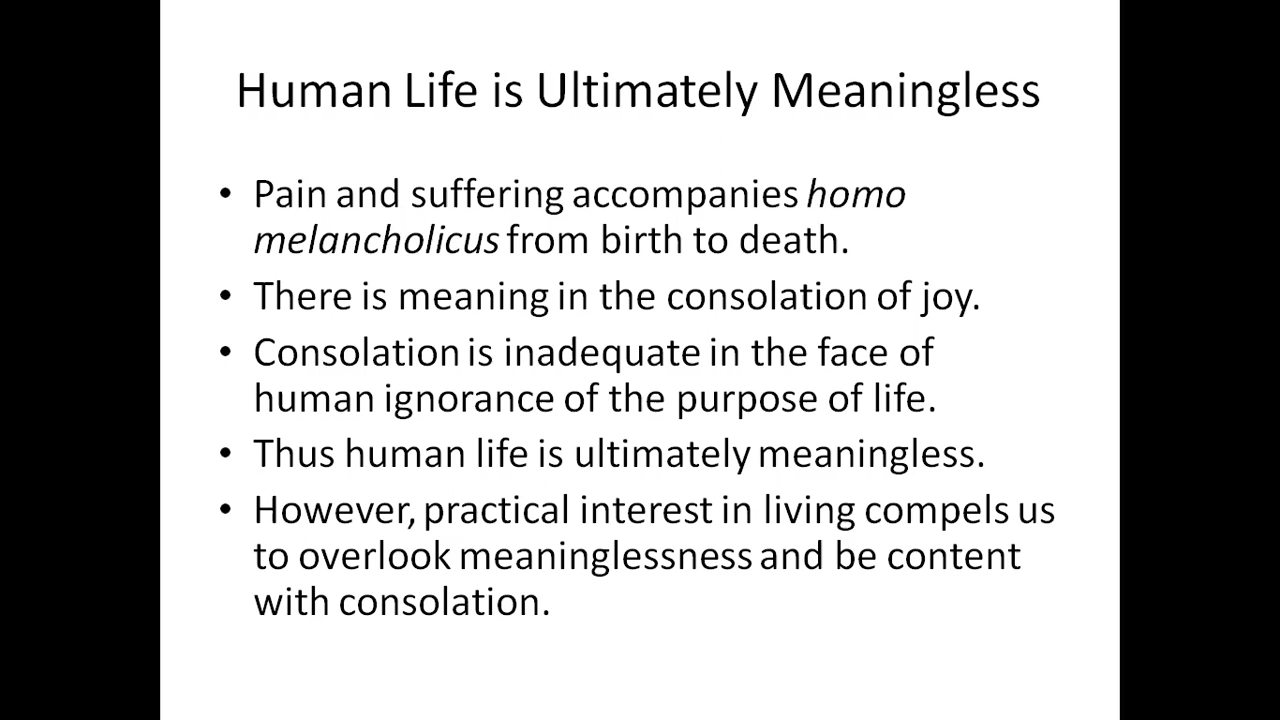 Human Life is Ultimately Meaningless
• Pain and suffering accompanies homo
melancholicus from birth to death.
• There is meaning in the consolation of joy.
• Consolation is inadequate in the face of
human ignorance of the purpose of life.
• Thus human life is ultimately meaningless.
• However, practical interest in living compels us
to overlook meaninglessness and be content
with consolation.